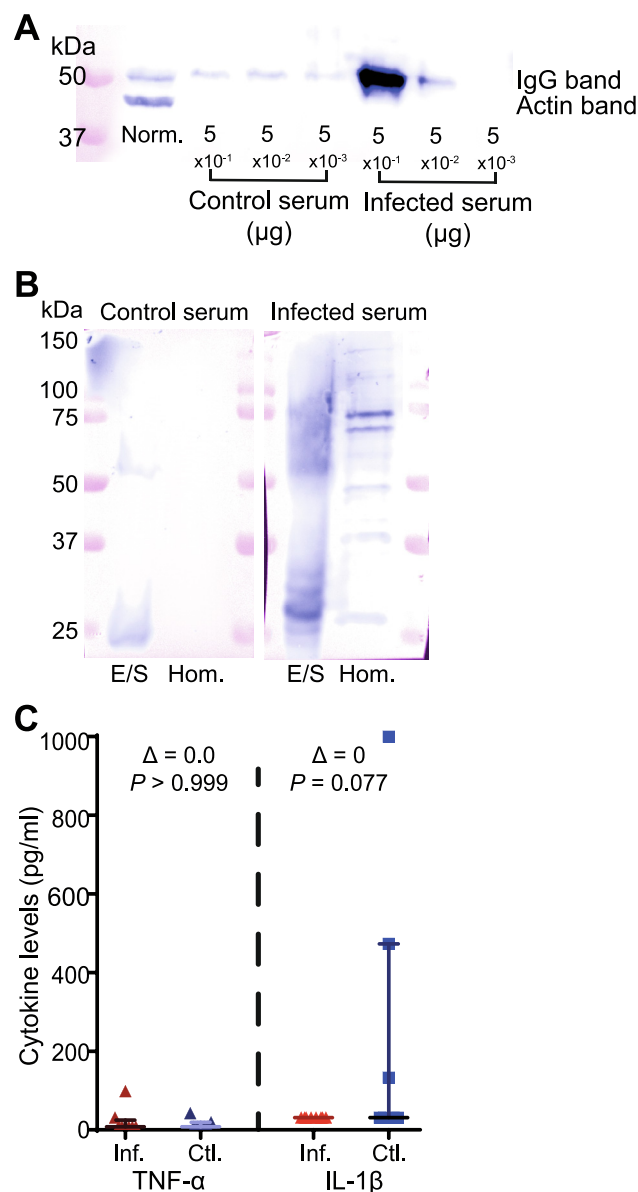 A
kDa
50
37
IgG band
Actin band
Norm.
5 5 5 5 5 5
x10⁻¹ x10⁻² x10⁻³ x10⁻¹ x10⁻² x10⁻³
Control serum Infected serum
(µg) (µg)
B
kDa Control serum Infected serum
150
100
75
50
37
25
E/S Hom. E/S Hom.
C
Cytokine levels (pg/ml)
1000
800
600
400
200
0
Δ = 0.0 Δ = 0
P > 0.999 P = 0.077
Inf. Ctl. Inf. Ctl.
TNF-α IL-1β